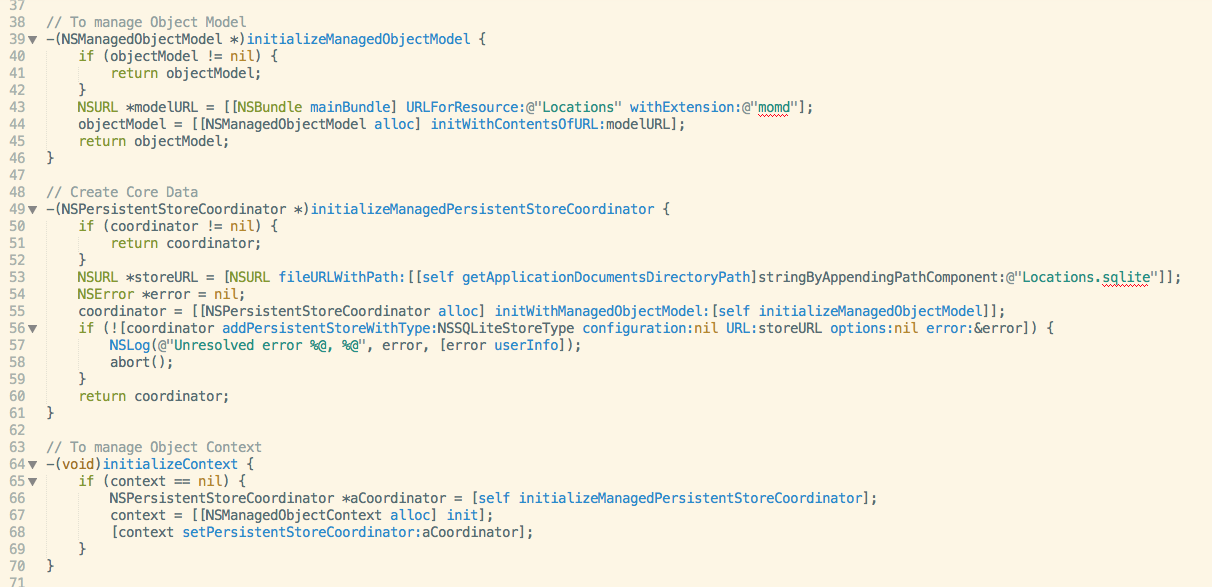 37
38 // To manage Object Model
39 -(NSManagedObjectModel *)initializeManagedObjectModel {
40 if (objectModel != nil) {
41 return objectModel;
42 }
43 NSURL *modelURL = [[NSBundle mainBundle] URLForResource:@"Locations" withExtension:@"momd"];
44 objectModel = [[NSManagedObjectModel alloc] initWithContentsOfURL:modelURL];
45 return objectModel;
46 }
47
48 // Create Core Data
49 -(NSPersistentStoreCoordinator *)initializeManagedPersistentStoreCoordinator {
50 if (coordinator != nil) {
51 return coordinator;
52 }
53 NSURL *storeURL = [NSURL fileURLWithPath:[[self getApplicationDocumentsDirectoryPath]stringByAppendingPathComponent:@"Locations.sqlite"]];
54 NSError *error = nil;
55 coordinator = [[NSPersistentStoreCoordinator alloc] initWithManagedObjectModel:[self initializeManagedObjectModel]];
56 if (![coordinator addPersistentStoreWithType:NSSQLiteStoreType configuration:nil URL:storeURL options:nil error:&error]) {
57 NSLog(@"Unresolved error %@, %@", error, [error userInfo]);
58 abort();
59 }
60 return coordinator;
61 }
62
63 // To manage Object Context
64 -(void)initializeContext {
65 if (context == nil) {
66 NSPersistentStoreCoordinator *aCoordinator = [self initializeManagedPersistentStoreCoordinator];
67 context = [[NSManagedObjectContext alloc] init];
68 [context setPersistentStoreCoordinator:aCoordinator];
69 }
70 }
71